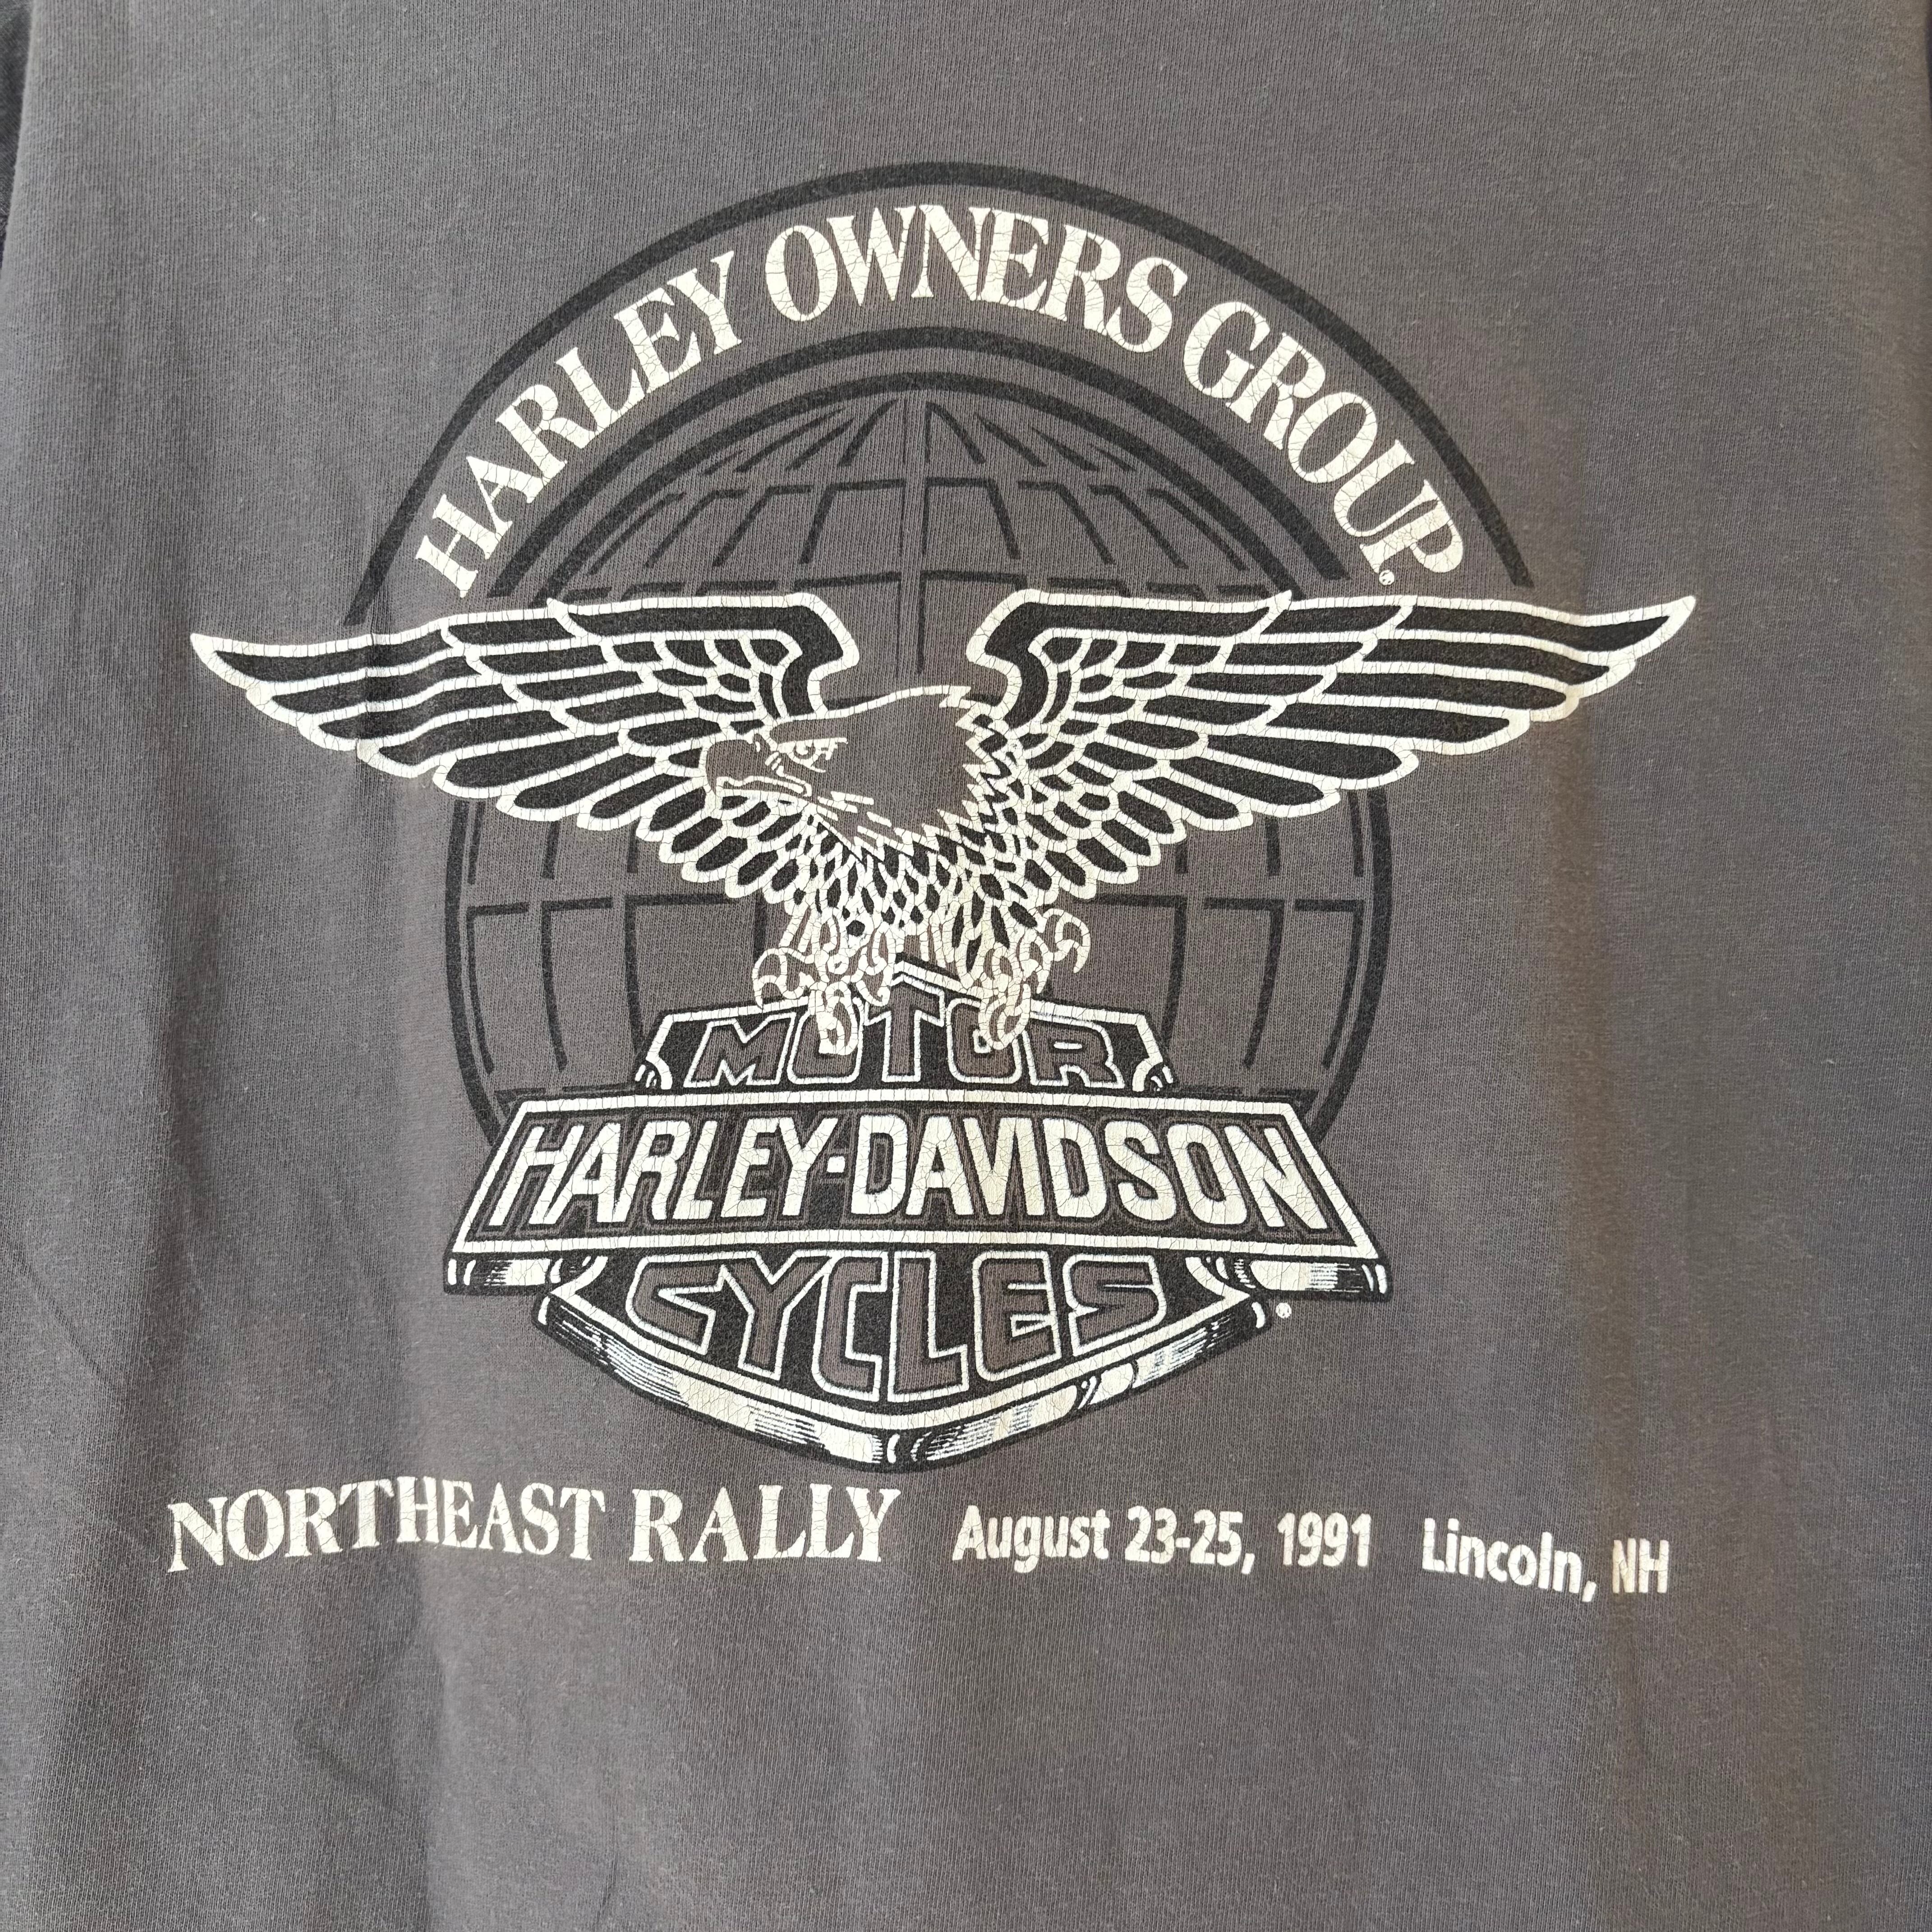 HARLEY OWNERS GROUP®
MOTOR
HARLEY-DAVIDSON
CYCLES®
NORTHEAST RALLY August 23-25, 1991 Lincoln, NH